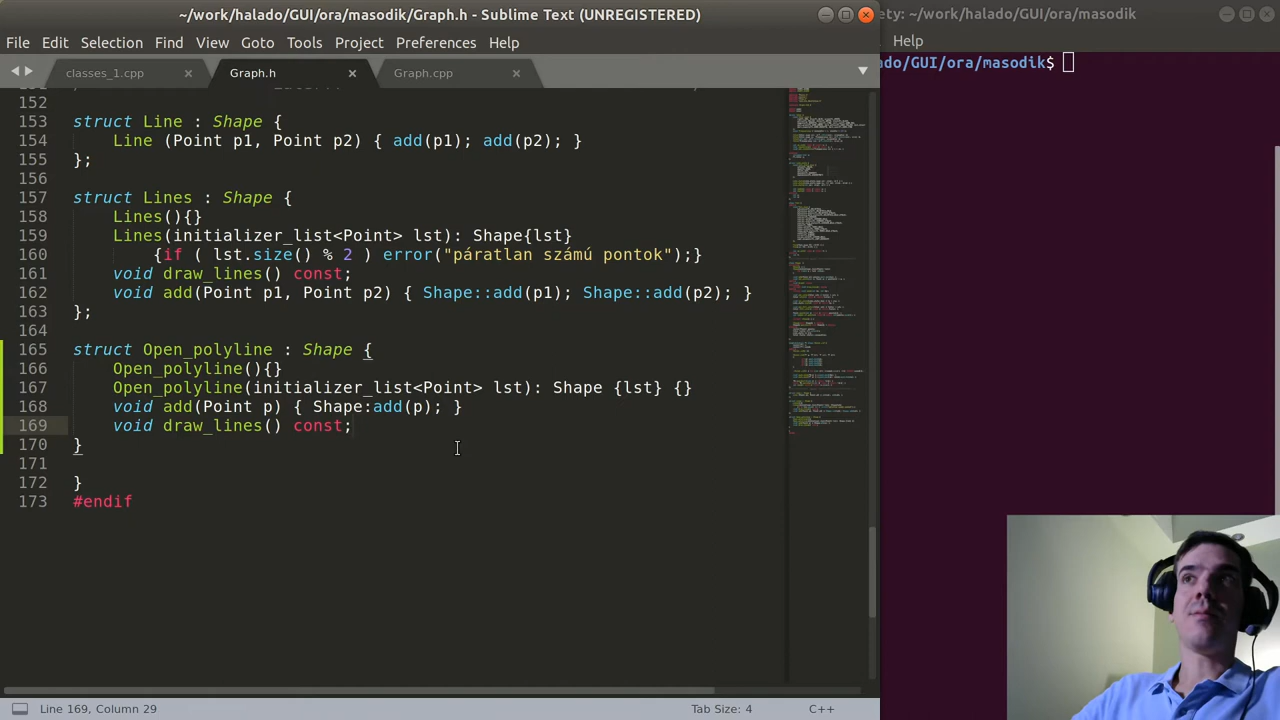 ~/work/halado/GUI/ora/masodik/Graph.h - Sublime Text (UNREGISTERED)
ety: ~/work/halado/GUI/ora/masodik
File Edit Selection Find View Goto Tools Project Preferences Help
Help
classes_1.cpp Graph.h Graph.cpp
ado/GUI/ora/masodik$
152
153 struct Line : Shape {
154 Line (Point p1, Point p2) { add(p1); add(p2); }
155 };
156
157 struct Lines : Shape {
158 Lines(){}
159 Lines(initializer_list<Point> lst): Shape{lst}
160 {if ( lst.size() % 2 ) error("páratlan számú pontok");}
161 void draw_lines() const;
162 void add(Point p1, Point p2) { Shape::add(p1); Shape::add(p2); }
163 };
164
165 struct Open_polyline : Shape {
166 Open_polyline(){}
167 Open_polyline(initializer_list<Point> lst): Shape {lst} {}
168 void add(Point p) { Shape:add(p); }
169 void draw_lines() const;
170 }
171
172 }
173 #endif
Line 169, Column 29 Tab Size: 4 C++